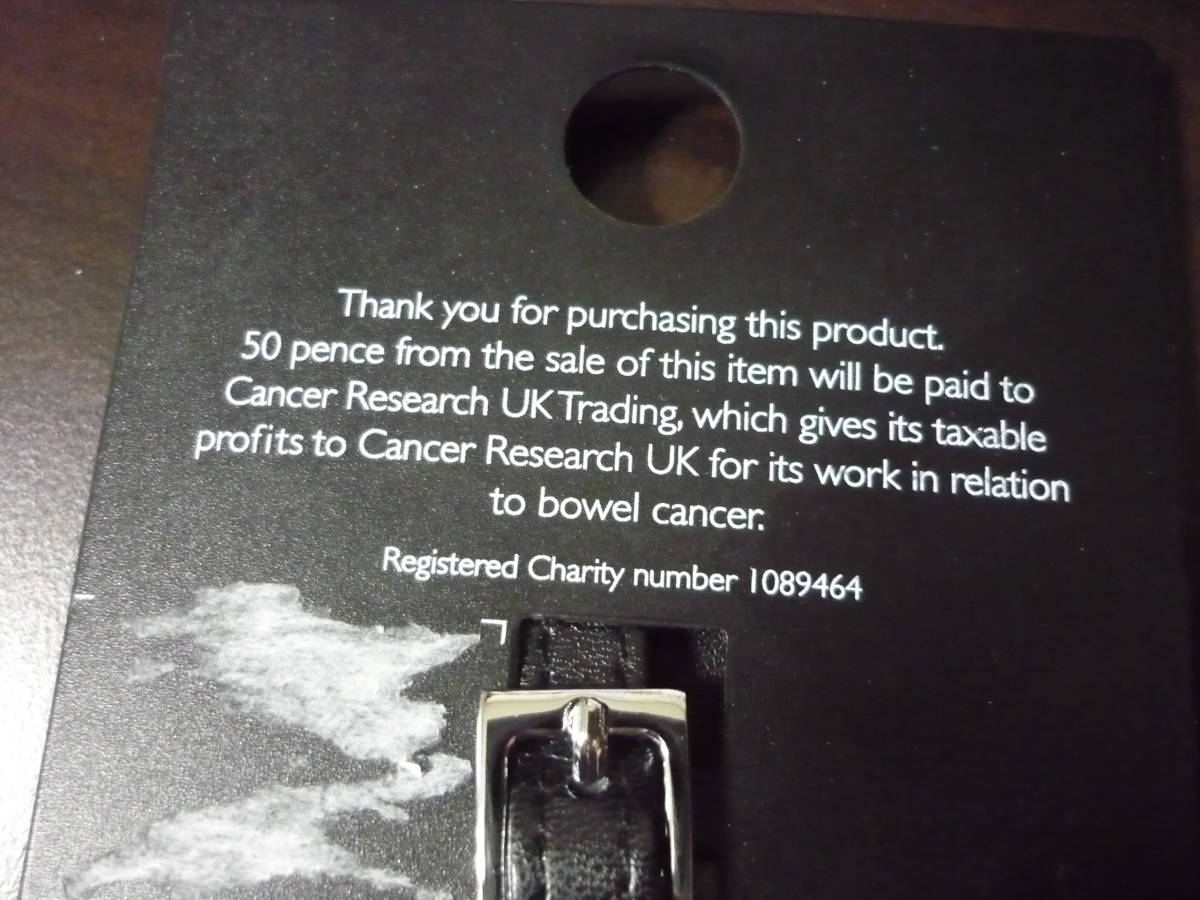 Thank you for purchasing this product.
50 pence from the sale of this item will be paid to
Cancer Research UK Trading, which gives its taxable
profits to Cancer Research UK for its work in relation
to bowel cancer.
Registered Charity number 1089464